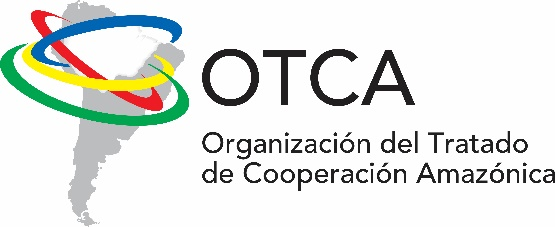 OTCA
Organización del Tratado
de Cooperación Amazónica